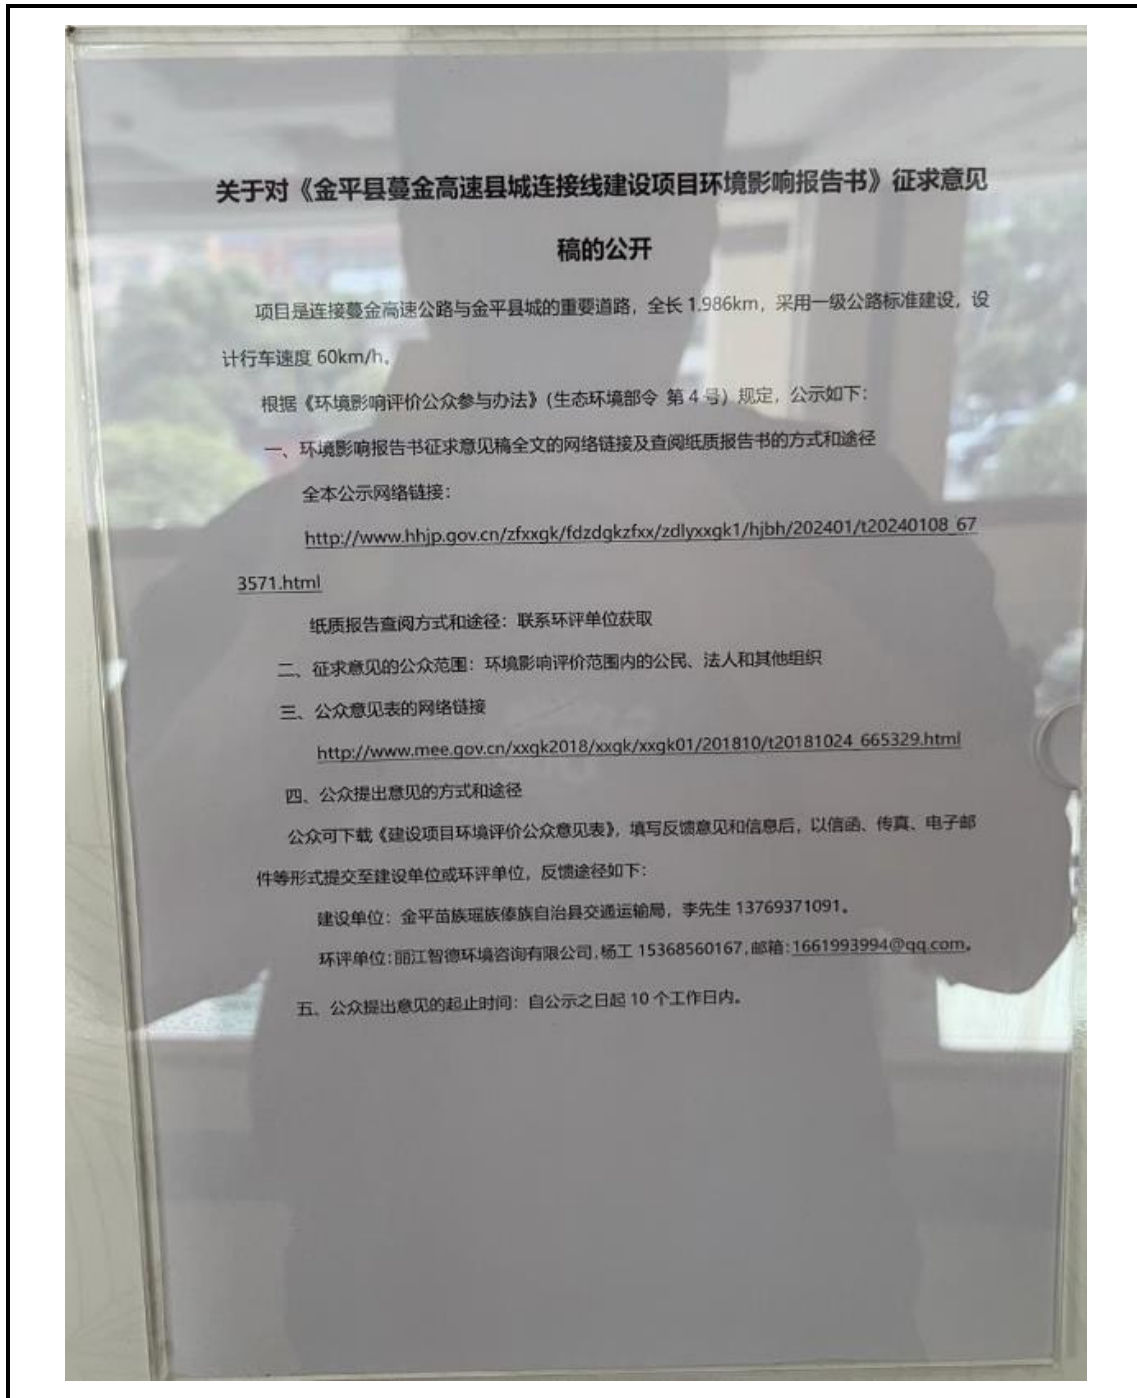 关于对《金平县蔓金高速县城连接线建设项目环境影响报告书》征求意见
稿的公开
项目是连接蔓金高速公路与金平县城的重要道路，全长 1.986km，采用一级公路标准建设，设
计行车速度 60km/h。
根据《环境影响评价公众参与办法》(生态环境部令 第 4 号）规定，公示如下：
一、环境影响报告书征求意见稿全文的网络链接及查阅纸质报告书的方式和途径
全本公示网络链接：
http://www.hhjp.gov.cn/zfxxgk/fdzdgkzfxx/zdlyxxgk1/hjbh/202401/t20240108_67
3571.html
纸质报告查阅方式和途径：联系环评单位获取
二、征求意见的公众范围：环境影响评价范围内的公民、法人和其他组织
三、公众意见表的网络链接
http://www.mee.gov.cn/xxgk2018/xxgk/xxgk01/201810/t20181024_665329.html
四、公众提出意见的方式和途径
公众可下载《建设项目环境评价公众意见表》，填写反馈意见和信息后，以信函、传真、电子邮
件等形式提交至建设单位或环评单位，反馈途径如下：
建设单位：金平苗族瑶族傣族自治县交通运输局，李先生 13769371091。
环评单位:丽江智德环境咨询有限公司,杨工 15368560167,邮箱:1661993994@qq.com。
五、公众提出意见的起止时间：自公示之日起 10 个工作日内。